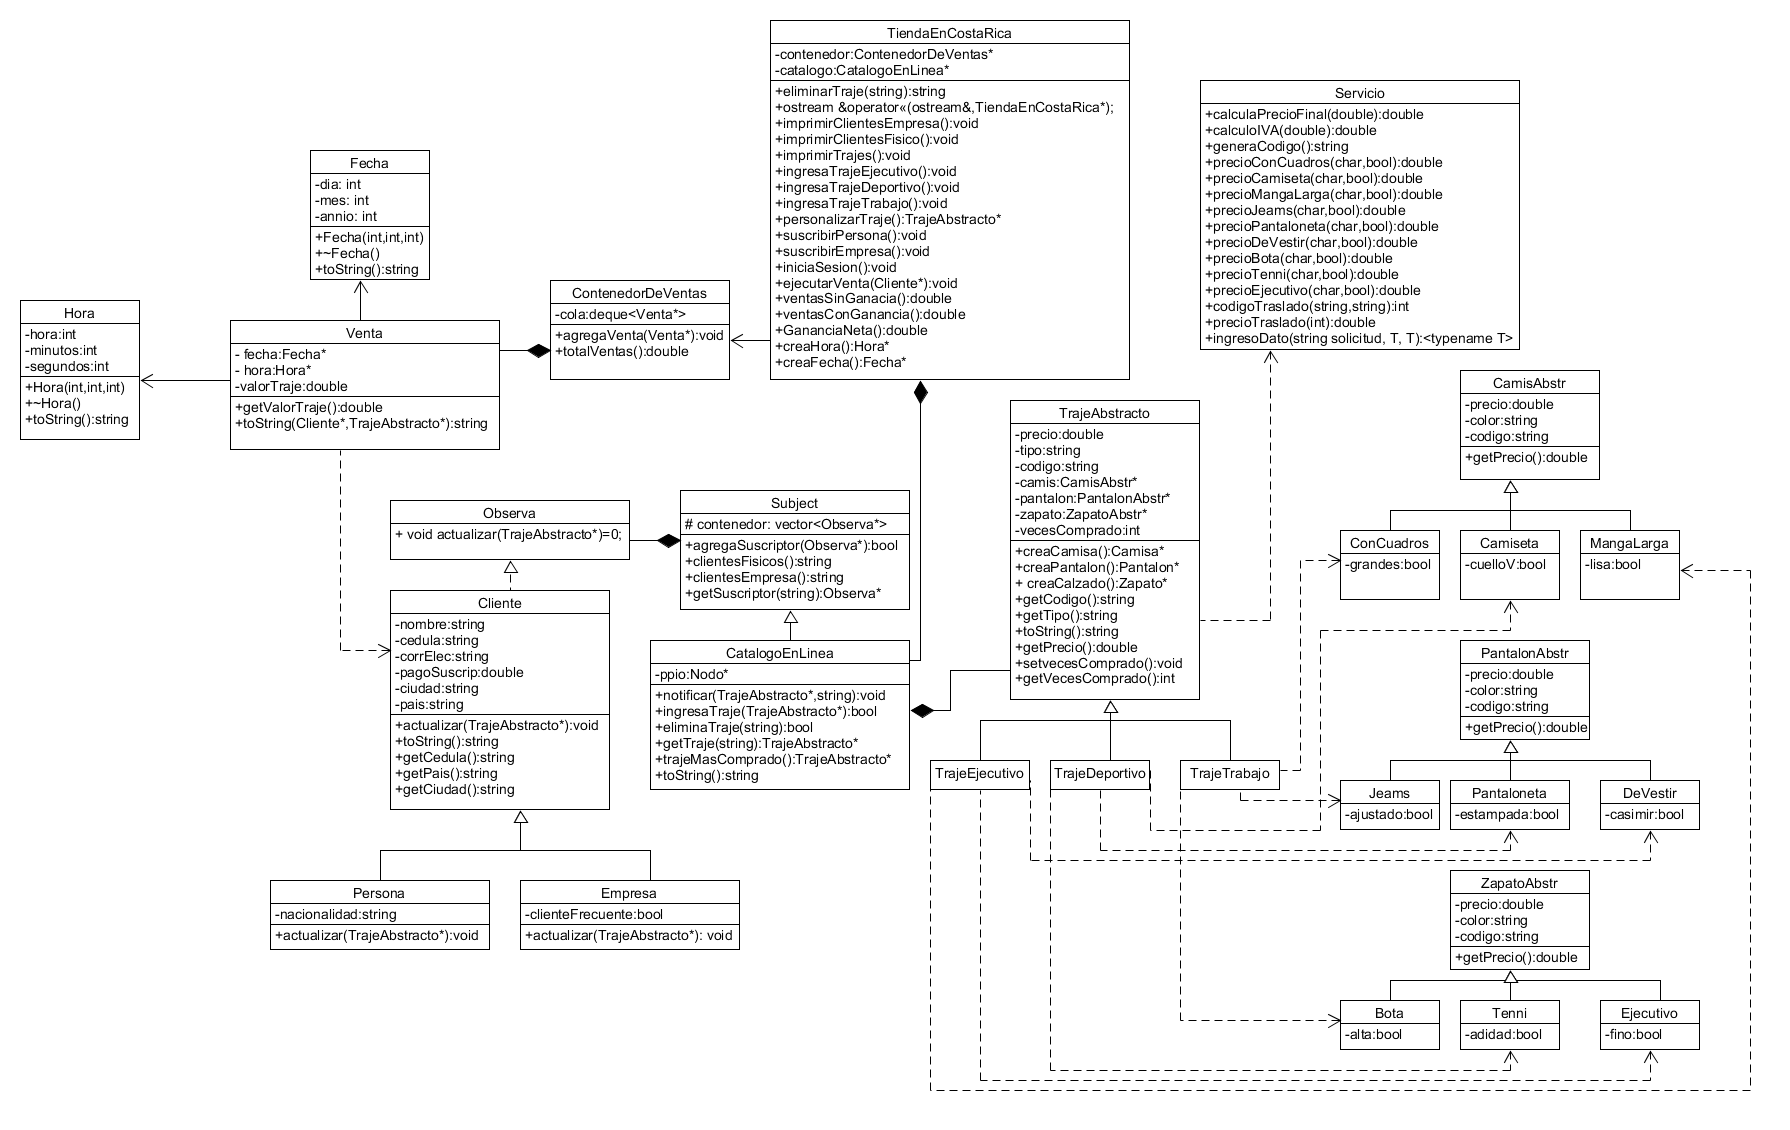 TiendaEnCostaRica
-contenedor:ContenedorDeVentas*
-catalogo:CatalogoEnLinea*
+eliminarTraje(string):string
+ostream &operator«(ostream&,TiendaEnCostaRica*);
+imprimirClientesEmpresa():void
+imprimirClientesFisico():void
+imprimirTrajes():void
+ingresaTrajeEjecutivo():void
+ingresaTrajeDeportivo():void
+ingresaTrajeTrabajo():void
+personalizarTraje():TrajeAbstracto*
+suscribirPersona():void
+suscribirEmpresa():void
+iniciaSesion():void
+ejecutarVenta(Cliente*):void
+ventasSinGanacia():double
+ventasConGanancia():double
+GananciaNeta():double
+creaHora():Hora*
+creaFecha():Fecha*
Servicio
+calculaPrecioFinal(double):double
+calculoIVA(double):double
+generaCodigo():string
+precioConCuadros(char,bool):double
+precioCamiseta(char,bool):double
+precioMangaLarga(char,bool):double
+precioJeams(char,bool):double
+precioPantaloneta(char,bool):double
+precioDeVestir(char,bool):double
+precioBota(char,bool):double
+precioTenni(char,bool):double
+precioEjecutivo(char,bool):double
+codigoTraslado(string,string):int
+precioTraslado(int):double
+ingresoDato(string solicitud, T, T):<typename T>
Fecha
-dia: int
-mes: int
-annio: int
+Fecha(int,int,int)
+~Fecha()
+toString():string
ContenedorDeVentas
-cola:deque<Venta*>
+agregaVenta(Venta*):void
+totalVentas():double
Hora
-hora:int
-minutos:int
-segundos:int
+Hora(int,int,int)
+~Hora()
+toString():string
Venta
- fecha:Fecha*
- hora:Hora*
-valorTraje:double
+getValorTraje():double
+toString(Cliente*,TrajeAbstracto*):string
CamisAbstr
-precio:double
-color:string
-codigo:string
+getPrecio():double
TrajeAbstracto
-precio:double
-tipo:string
-codigo:string
-camis:CamisAbstr*
-pantalon:PantalonAbstr*
-zapato:ZapatoAbstr*
-vecesComprado:int
+creaCamisa():Camisa*
+creaPantalon():Pantalon*
+ creaCalzado():Zapato*
+getCodigo():string
+getTipo():string
+toString():string
+getPrecio():double
+setvecesComprado():void
+getVecesComprado():int
Observa
+ void actualizar(TrajeAbstracto*)=0;
Subject
# contenedor: vector<Observa*>
+agregaSuscriptor(Observa*):bool
+clientesFisicos():string
+clientesEmpresa():string
+getSuscriptor(string):Observa*
ConCuadros
-grandes:bool
Camiseta
-cuelloV:bool
MangaLarga
-lisa:bool
Cliente
-nombre:string
-cedula:string
-corrElec:string
-pagoSuscrip:double
-ciudad:string
-pais:string
+actualizar(TrajeAbstracto*):void
+toString():string
+getCedula():string
+getPais():string
+getCiudad():string
CatalogoEnLinea
-ppio:Nodo*
+notificar(TrajeAbstracto*,string):void
+ingresaTraje(TrajeAbstracto*):bool
+eliminaTraje(string):bool
+getTraje(string):TrajeAbstracto*
+trajeMasComprado():TrajeAbstracto*
+toString():string
PantalonAbstr
-precio:double
-color:string
-codigo:string
+getPrecio():double
TrajeEjecutivo
TrajeDeportivo
TrajeTrabajo
Jeams
-ajustado:bool
Pantaloneta
-estampada:bool
DeVestir
-casimir:bool
Persona
-nacionalidad:string
+actualizar(TrajeAbstracto*):void
Empresa
-clienteFrecuente:bool
+actualizar(TrajeAbstracto*): void
ZapatoAbstr
-precio:double
-color:string
-codigo:string
+getPrecio():double
Bota
-alta:bool
Tenni
-adidad:bool
Ejecutivo
-fino:bool